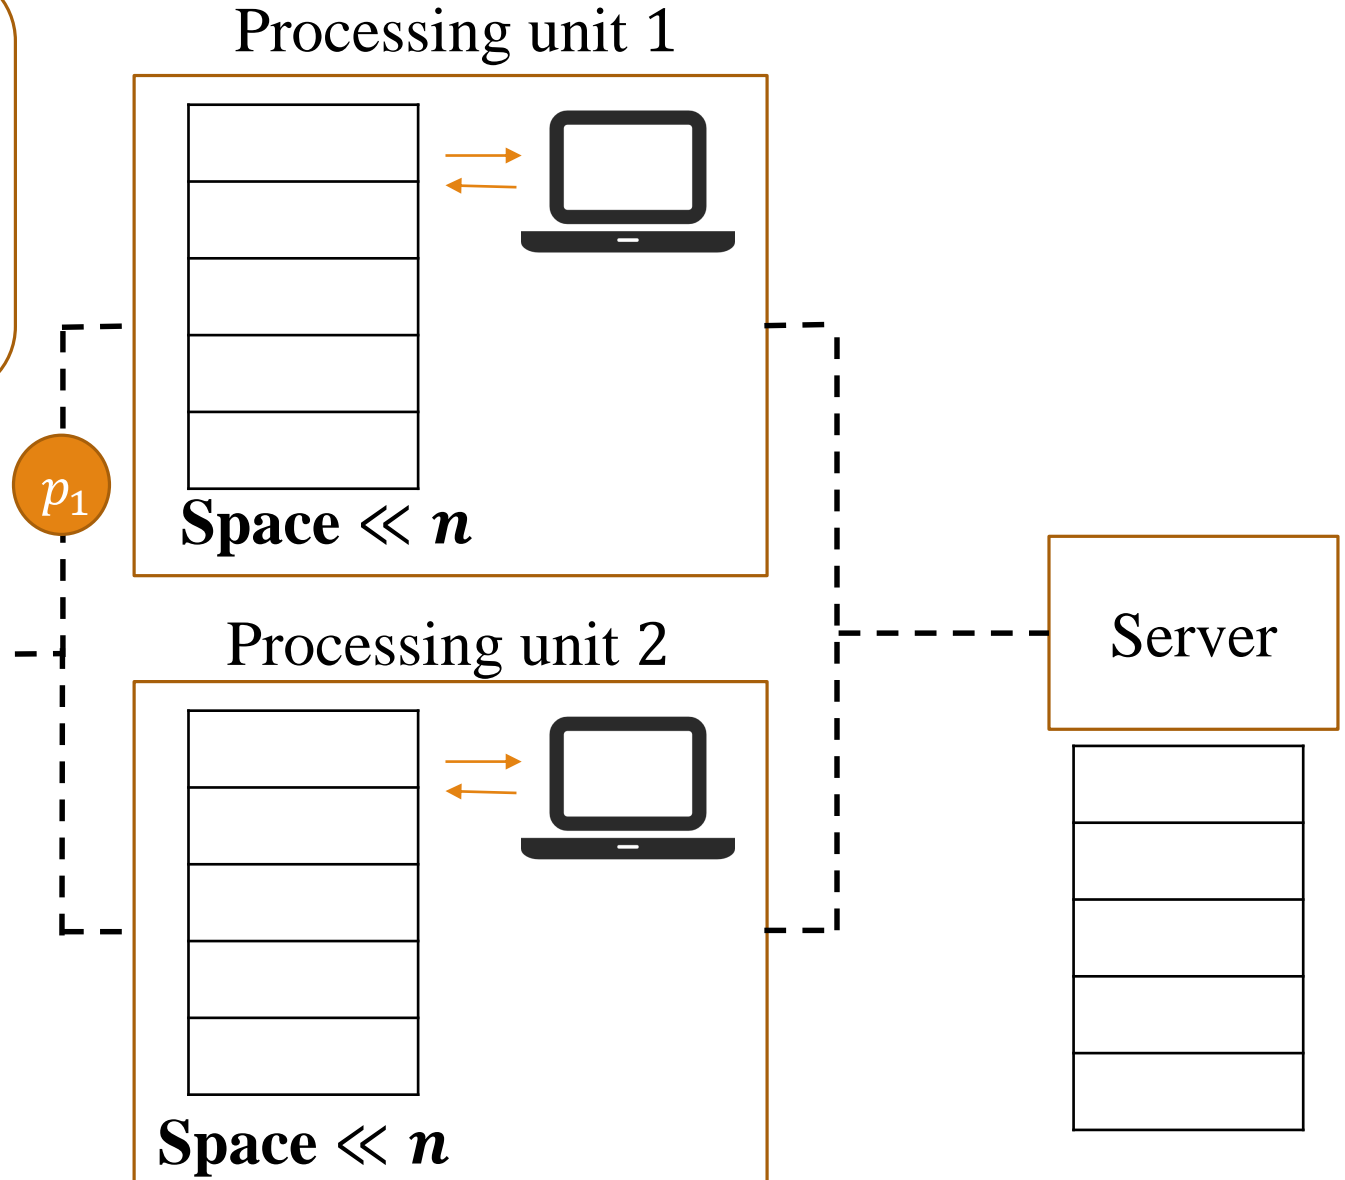 Processing unit 1
p₁
Space ≪ n
Processing unit 2
Server
Space ≪ n